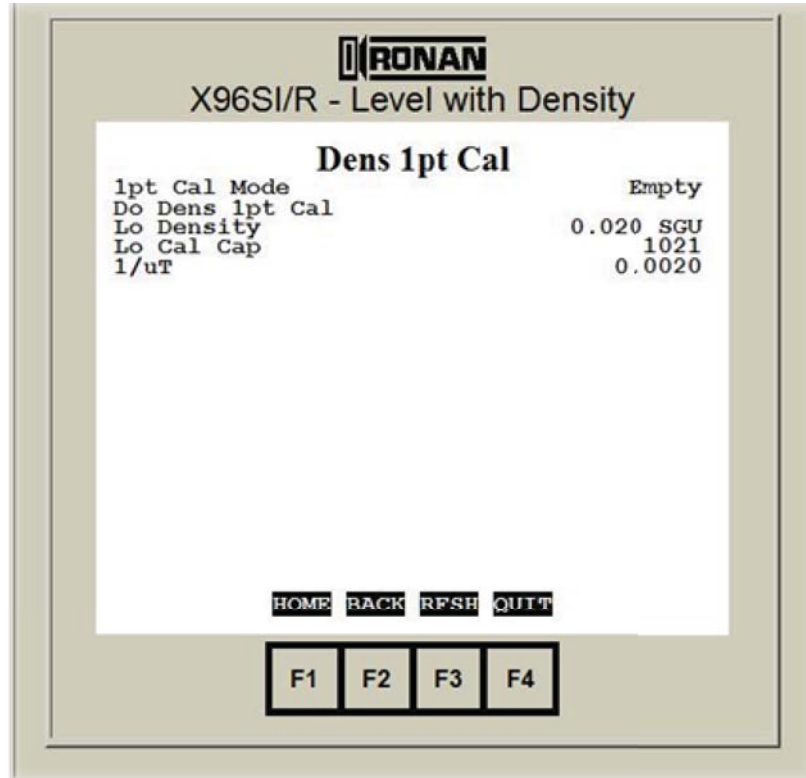 RONAN
X96SI/R - Level with Density
Dens 1pt Cal
1pt Cal Mode Empty
Do Dens 1pt Cal
Lo Density 0.020 SGU
Lo Cal Cap 1021
1/uT 0.0020
HOME BACK RFSH QUIT
F1 F2 F3 F4